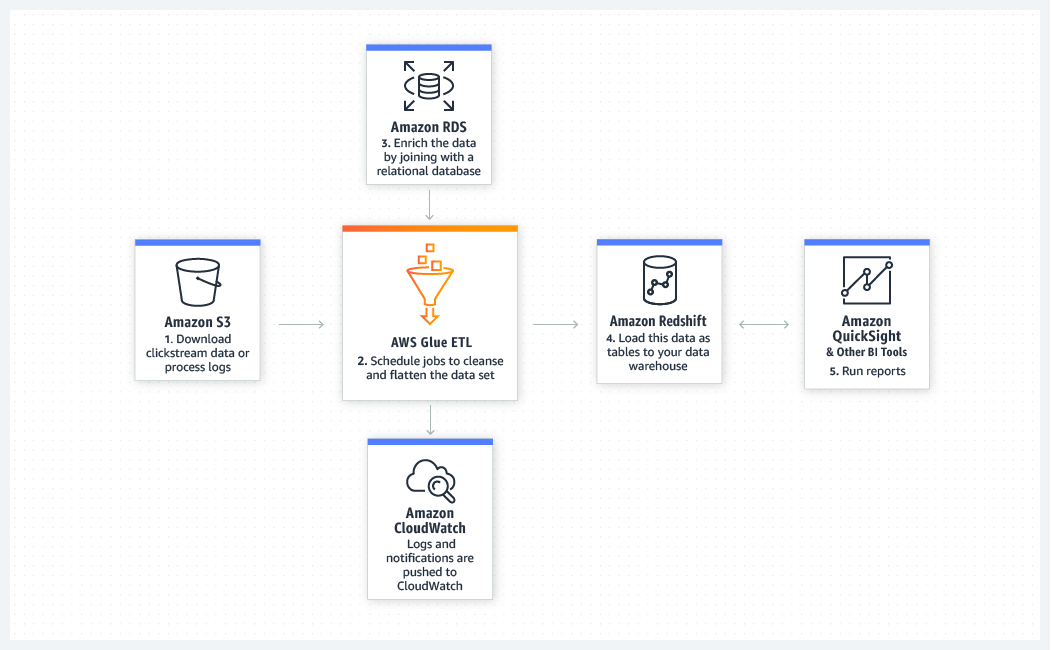 Amazon RDS
3. Enrich the data
by joining with a
relational database
Amazon S3
1. Download
clickstream data or
process logs
AWS Glue ETL
2. Schedule jobs to cleanse
and flatten the data set
Amazon Redshift
4. Load this data as
tables to your data
warehouse
Amazon
QuickSight
& Other BI Tools
5. Run reports
Amazon
CloudWatch
Logs and
notifications are
pushed to
CloudWatch